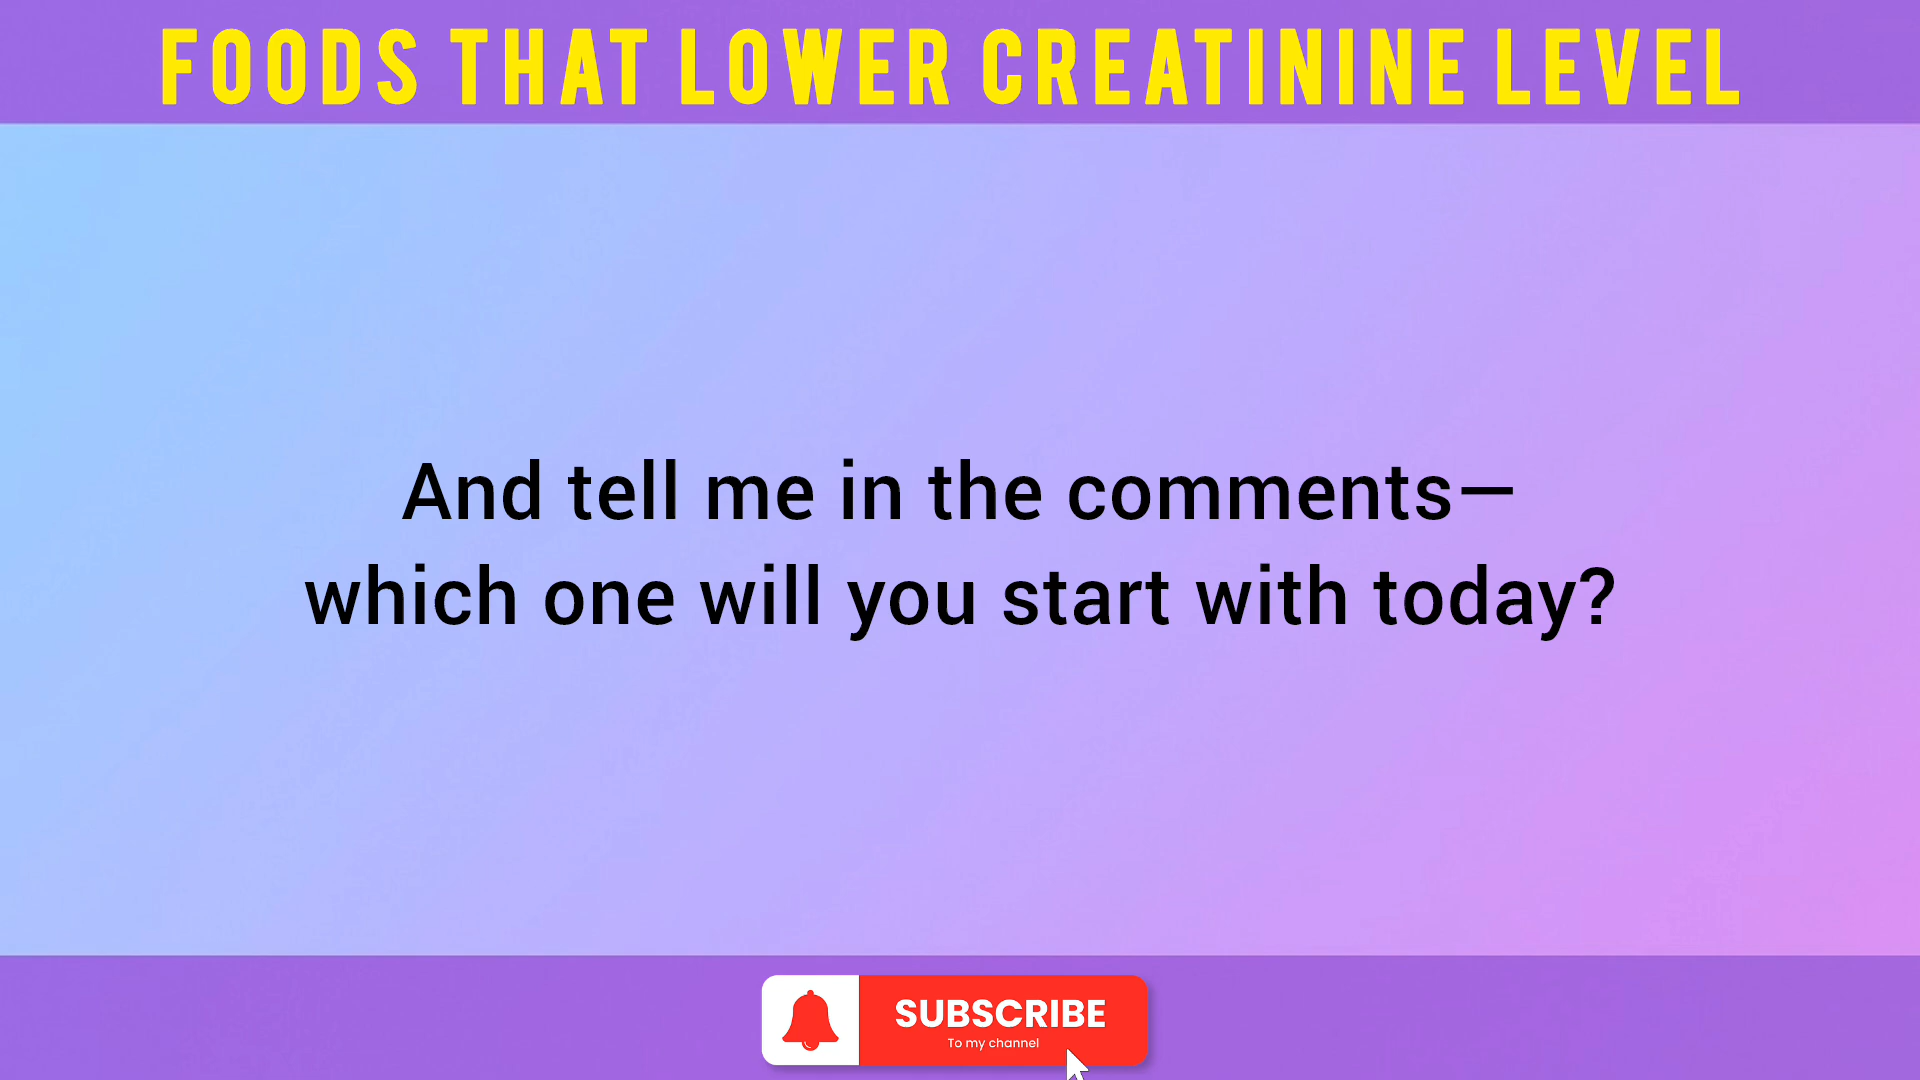 FOODS THAT LOWER CREATININE LEVEL
And tell me in the comments—
which one will you start with today?
SUBSCRIBE
To my channel